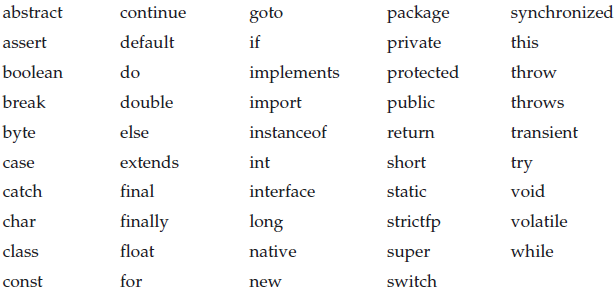 abstract continue goto package synchronized
assert default if private this
boolean do implements protected throw
break double import public throws
byte else instanceof return transient
case extends int short try
catch final interface static void
char finally long strictfp volatile
class float native super while
const for new switch